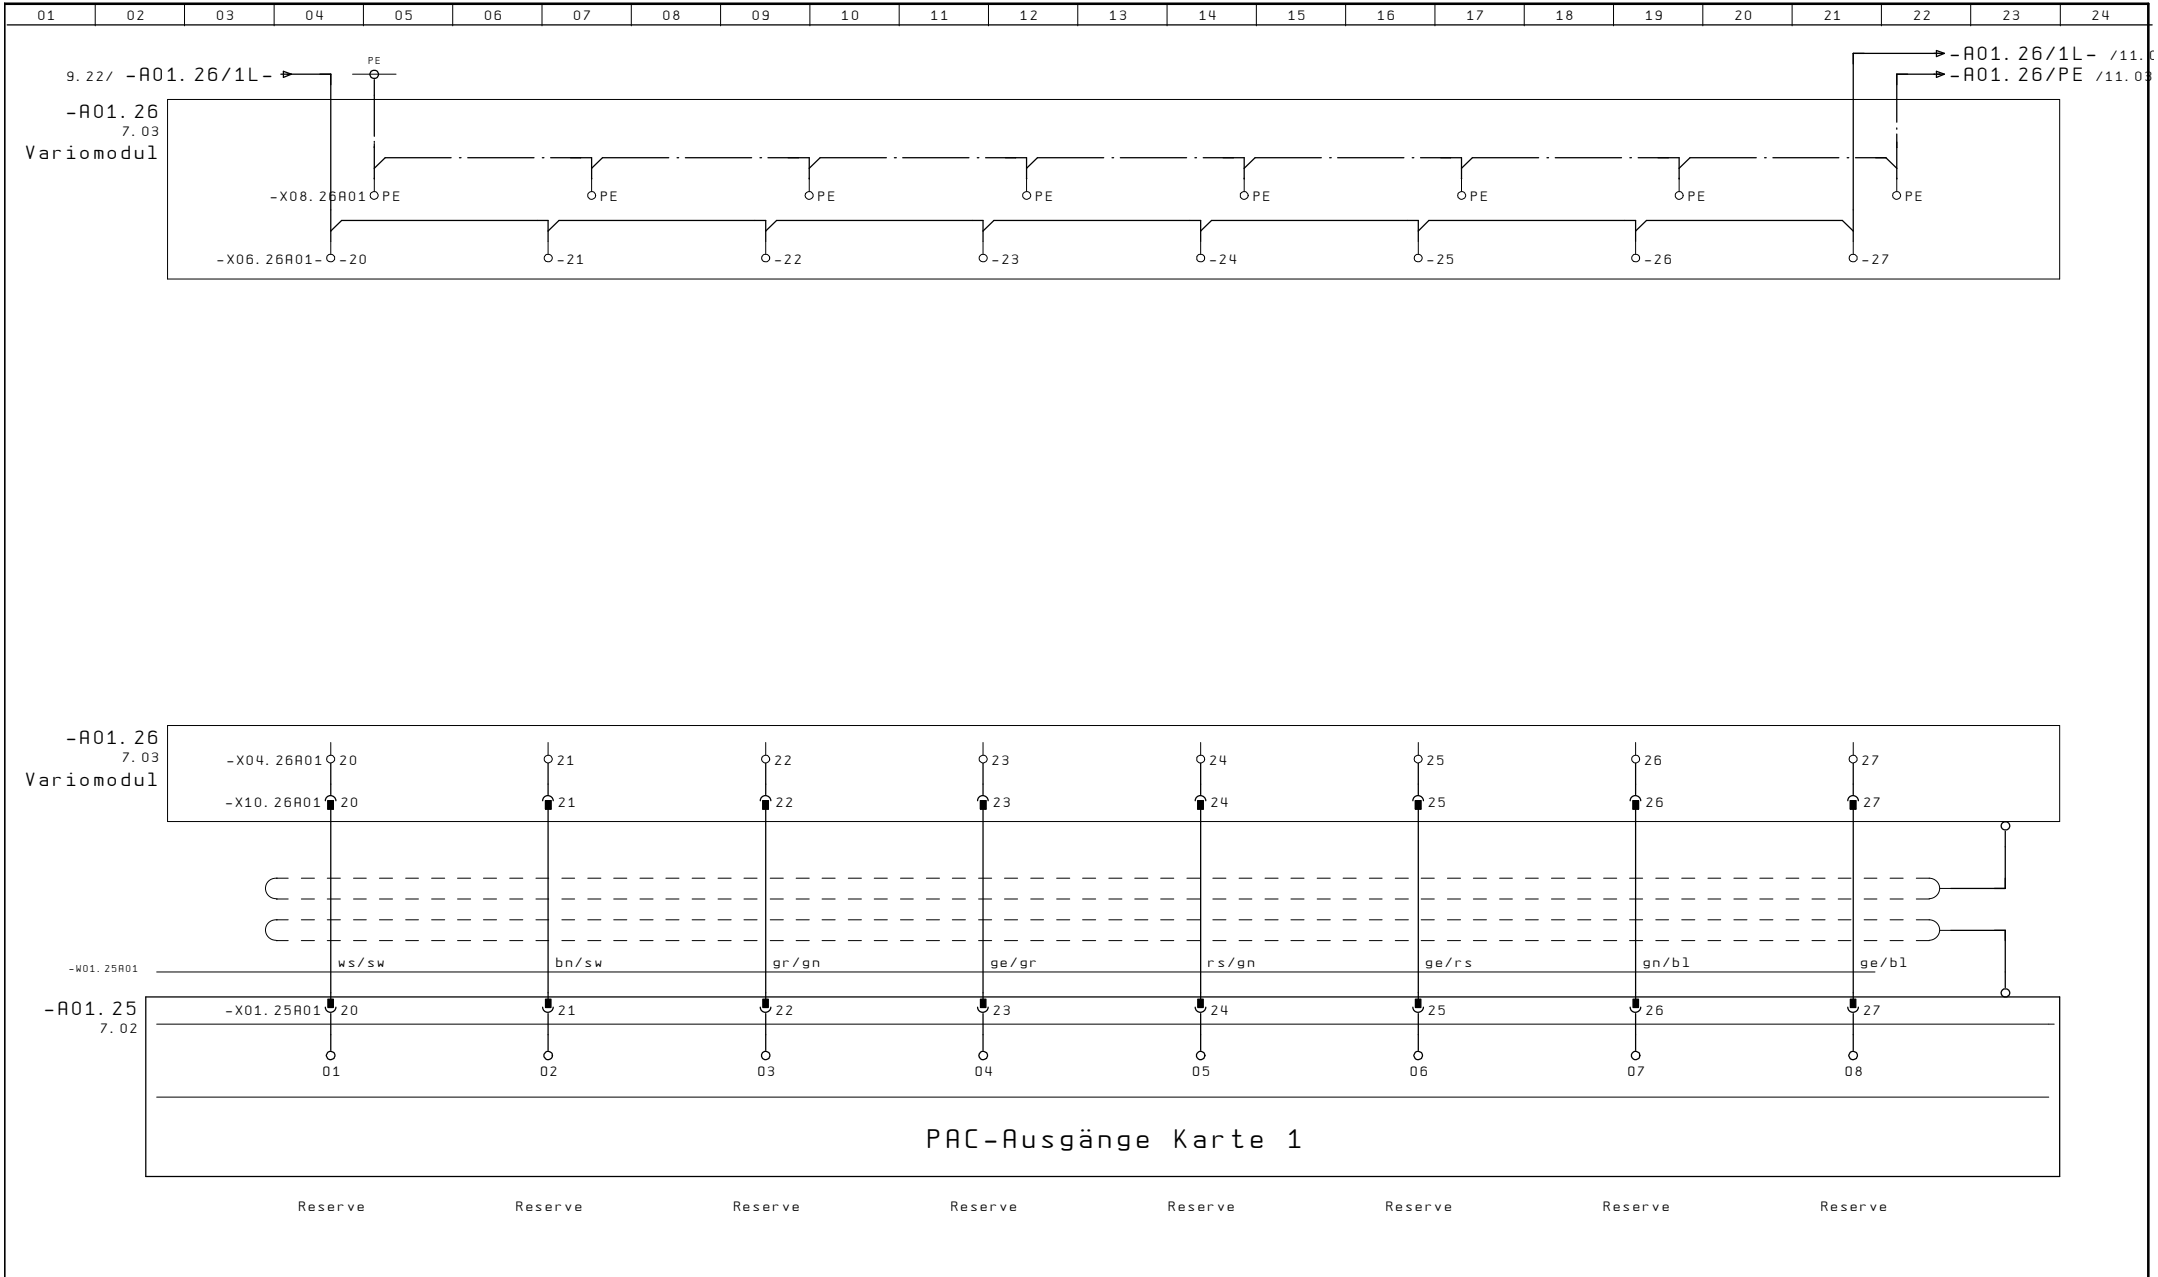 01 02 03 04 05 06 07 08 09 10 11 12 13 14 15 16 17 18 19 20 21 22 23 24
-A01.26/1L- /11.0
9.22/ -A01.26/1L- PE -A01.26/PE /11.03
-A01.26
7.03
Variomodul
-X08.26A01 PE PE PE PE PE PE PE PE
-X06.26A01- -20 -21 -22 -23 -24 -25 -26 -27
-A01.26
7.03
Variomodul
-X04.26A01 20 21 22 23 24 25 26 27
-X10.26A01 20 21 22 23 24 25 26 27
ws/sw bn/sw gr/gn ge/gr rs/gn ge/rs gn/bl ge/bl
-W01.25A01
-A01.25
7.02
-X01.25A01 20 21 22 23 24 25 26 27
01 02 03 04 05 06 07 08
PAC-Ausgänge Karte 1
Reserve Reserve Reserve Reserve Reserve Reserve Reserve Reserve